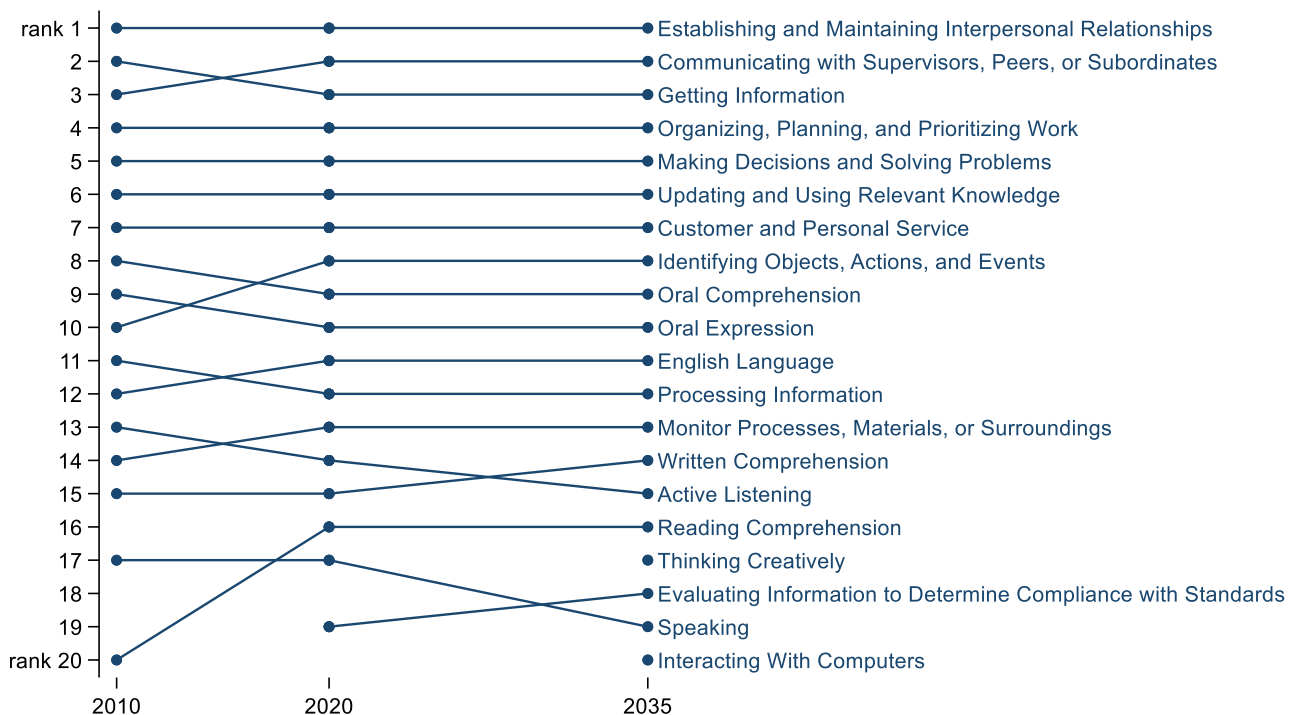 rank 1 Establishing and Maintaining Interpersonal Relationships
2 Communicating with Supervisors, Peers, or Subordinates
3 Getting Information
4 Organizing, Planning, and Prioritizing Work
5 Making Decisions and Solving Problems
6 Updating and Using Relevant Knowledge
7 Customer and Personal Service
8 Identifying Objects, Actions, and Events
9 Oral Comprehension
10 Oral Expression
11 English Language
12 Processing Information
13 Monitor Processes, Materials, or Surroundings
14 Written Comprehension
15 Active Listening
16 Reading Comprehension
17 Thinking Creatively
18 Evaluating Information to Determine Compliance with Standards
19 Speaking
rank 20 Interacting With Computers
2010 2020 2035